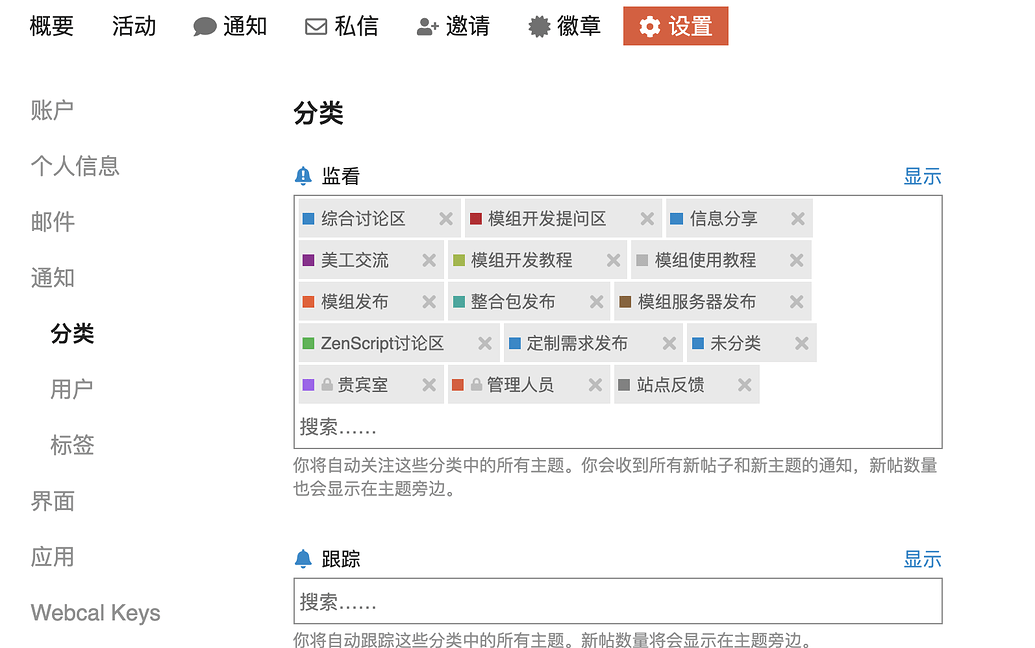 概要 活动 通知 私信 邀请 徽章 设置
账户
个人信息
邮件
通知
分类
用户
标签
界面
应用
Webcal Keys
分类
监看 显示
综合讨论区 模组开发提问区 信息分享
美工交流 模组开发教程 模组使用教程
模组发布 整合包发布 模组服务器发布
ZenScript讨论区 定制需求发布 未分类
贵宾室 管理人员 站点反馈
搜索……
你将自动关注这些分类中的所有主题。你会收到所有新帖子和新主题的通知，新帖数量
也会显示在主题旁边。
跟踪 显示
搜索……
你将自动跟踪这些分类中的所有主题。新帖数量将会显示在主题旁边。